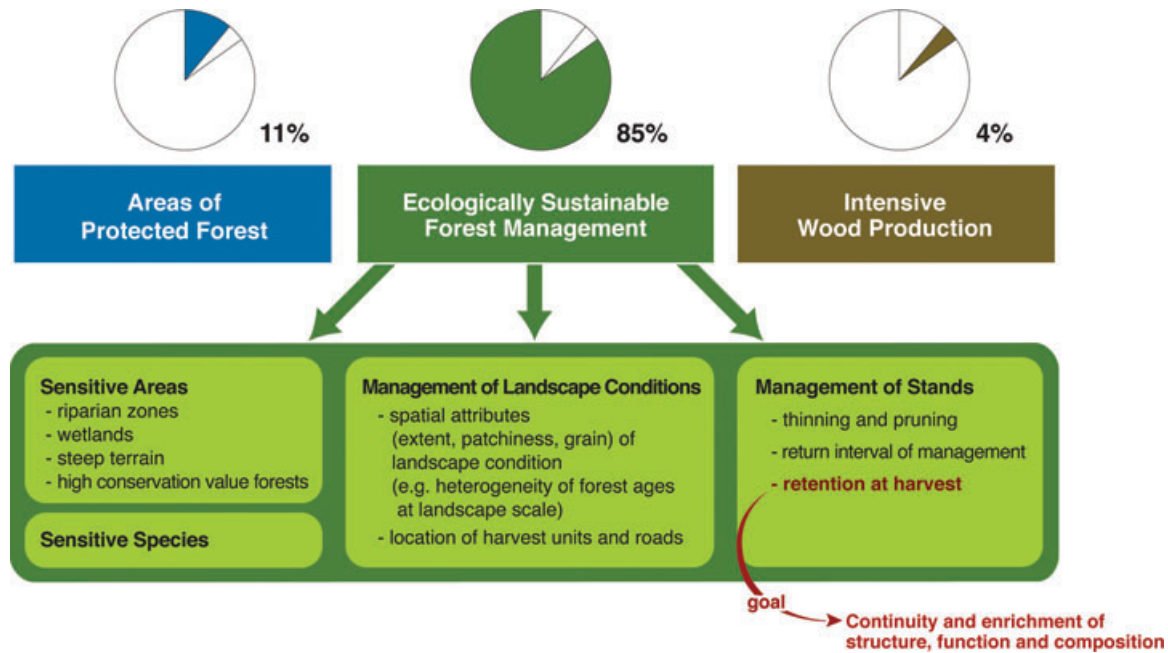 11%
85%
4%
Areas of
Protected Forest
Ecologically Sustainable
Forest Management
Intensive
Wood Production
Sensitive Areas
- riparian zones
- wetlands
- steep terrain
- high conservation value forests
Sensitive Species
Management of Landscape Conditions
- spatial attributes
(extent, patchiness, grain) of
landscape condition
(e.g. heterogeneity of forest ages
at landscape scale)
- location of harvest units and roads
Management of Stands
- thinning and pruning
- return interval of management
- retention at harvest
goal
Continuity and enrichment of
structure, function and composition